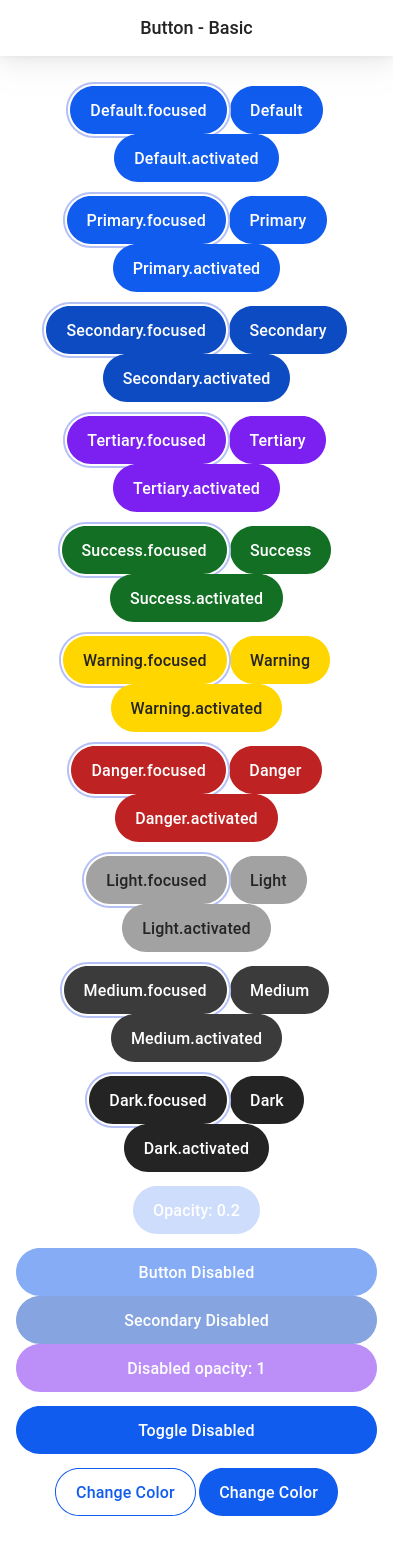 Button - Basic
Default.focused Default
Default.activated
Primary.focused Primary
Primary.activated
Secondary.focused Secondary
Secondary.activated
Tertiary.focused Tertiary
Tertiary.activated
Success.focused Success
Success.activated
Warning.focused Warning
Warning.activated
Danger.focused Danger
Danger.activated
Light.focused Light
Light.activated
Medium.focused Medium
Medium.activated
Dark.focused Dark
Dark.activated
Opacity: 0.2
Button Disabled
Secondary Disabled
Disabled opacity: 1
Toggle Disabled
Change Color Change Color